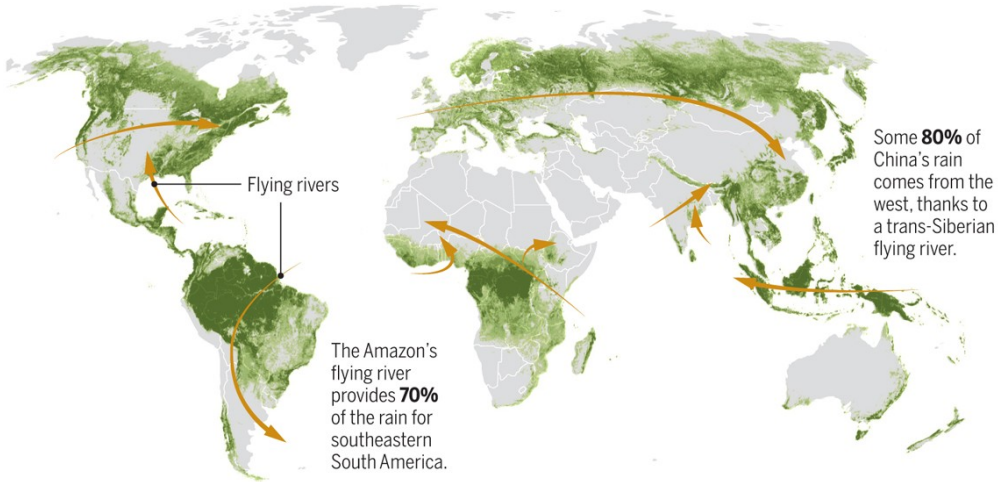 Flying rivers
The Amazon’s
flying river
provides 70%
of the rain for
southeastern
South America.
Some 80% of
China’s rain
comes from the
west, thanks to
a trans-Siberian
flying river.